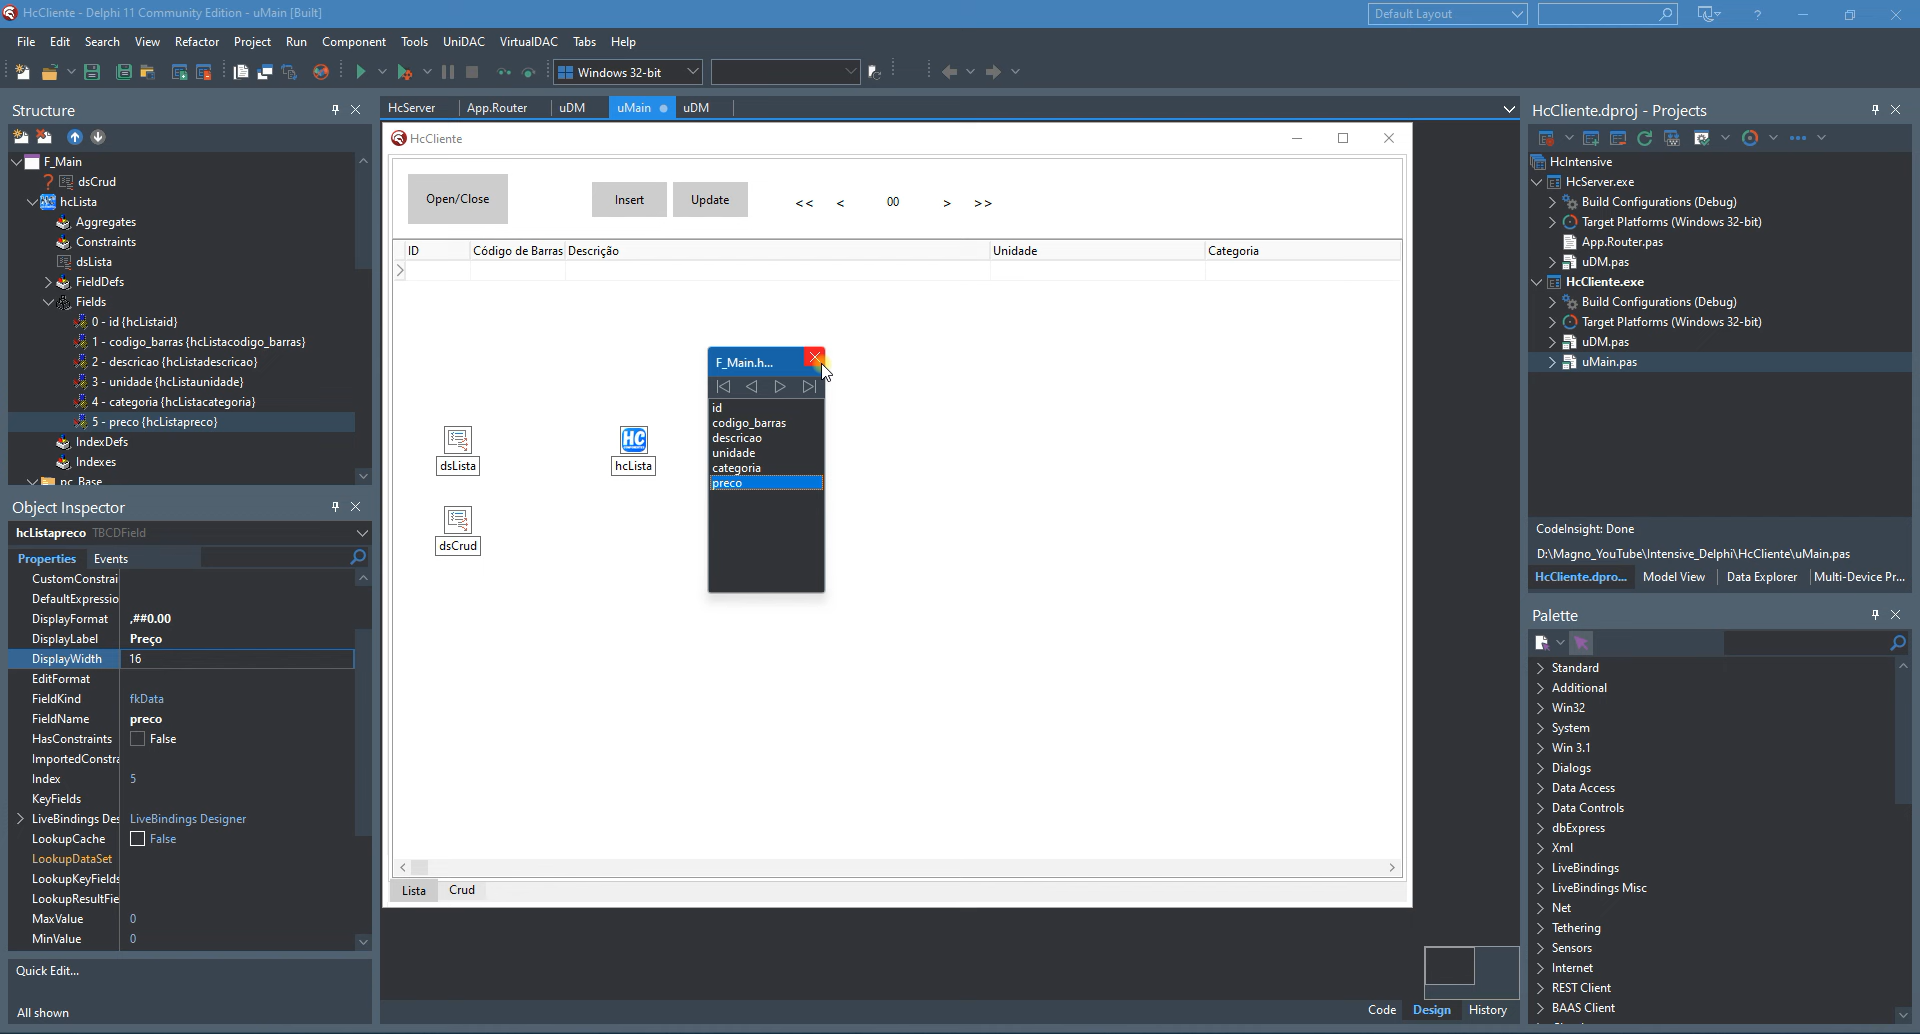 HcCliente - Delphi 11 Community Edition - uMain [Built]
Default Layout
?
File Edit Search View Refactor Project Run Component Tools UniDAC VirtualDAC Tabs Help
Windows 32-bit
Structure
F_Main
dsCrud
hcLista
Aggregates
Constraints
dsLista
FieldDefs
Fields
0 - id {hcListaid}
1 - codigo_barras {hcListacodigo_barras}
2 - descricao {hcListadescricao}
3 - unidade {hcListaunidade}
4 - categoria {hcListacategoria}
5 - preco {hcListapreco}
IndexDefs
Indexes
pc_Base
Object Inspector
hcListapreco TBCDField
Properties Events
CustomConstrai
DefaultExpressio
DisplayFormat ,##0.00
DisplayLabel Preço
DisplayWidth 16
EditFormat
FieldKind fkData
FieldName preco
HasConstraints False
ImportedConstra
Index 5
KeyFields
LiveBindings Des LiveBindings Designer
LookupCache False
LookupDataSet
LookupKeyFields
LookupResultFie
MaxValue 0
MinValue 0
Quick Edit...
All shown
HcServer App.Router uDM uMain uDM
HcCliente
Open/Close Insert Update << < 00 > >>
ID Código de Barras Descrição Unidade Categoria
F_Main.h...
id
codigo_barras
descricao
unidade
categoria
preco
dsLista
HC
hcLista
dsCrud
Lista Crud
Code Design History
HcCliente.dproj - Projects
HcIntensive
HcServer.exe
Build Configurations (Debug)
Target Platforms (Windows 32-bit)
App.Router.pas
uDM.pas
HcCliente.exe
Build Configurations (Debug)
Target Platforms (Windows 32-bit)
uDM.pas
uMain.pas
CodeInsight: Done
D:\Magno_YouTube\Intensive_Delphi\HcCliente\uMain.pas
HcCliente.dpro... Model View Data Explorer Multi-Device Pr...
Palette
Standard
Additional
Win32
System
Win 3.1
Dialogs
Data Access
Data Controls
dbExpress
Xml
LiveBindings
LiveBindings Misc
Net
Tethering
Sensors
Internet
REST Client
BAAS Client